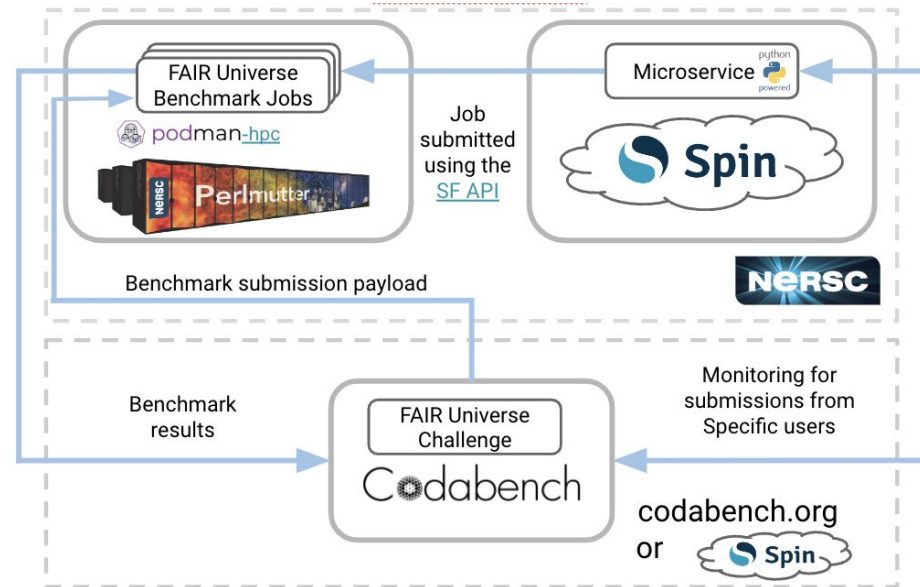 FAIR Universe
Benchmark Jobs
podman-hpc
NERSC
Perlmutter
Job
submitted
using the
SF API
Microservice
python
powered
Spin
NERSC
Benchmark submission payload
Benchmark
results
FAIR Universe
Challenge
Codabench
Monitoring for
submissions from
Specific users
codabench.org
or
Spin